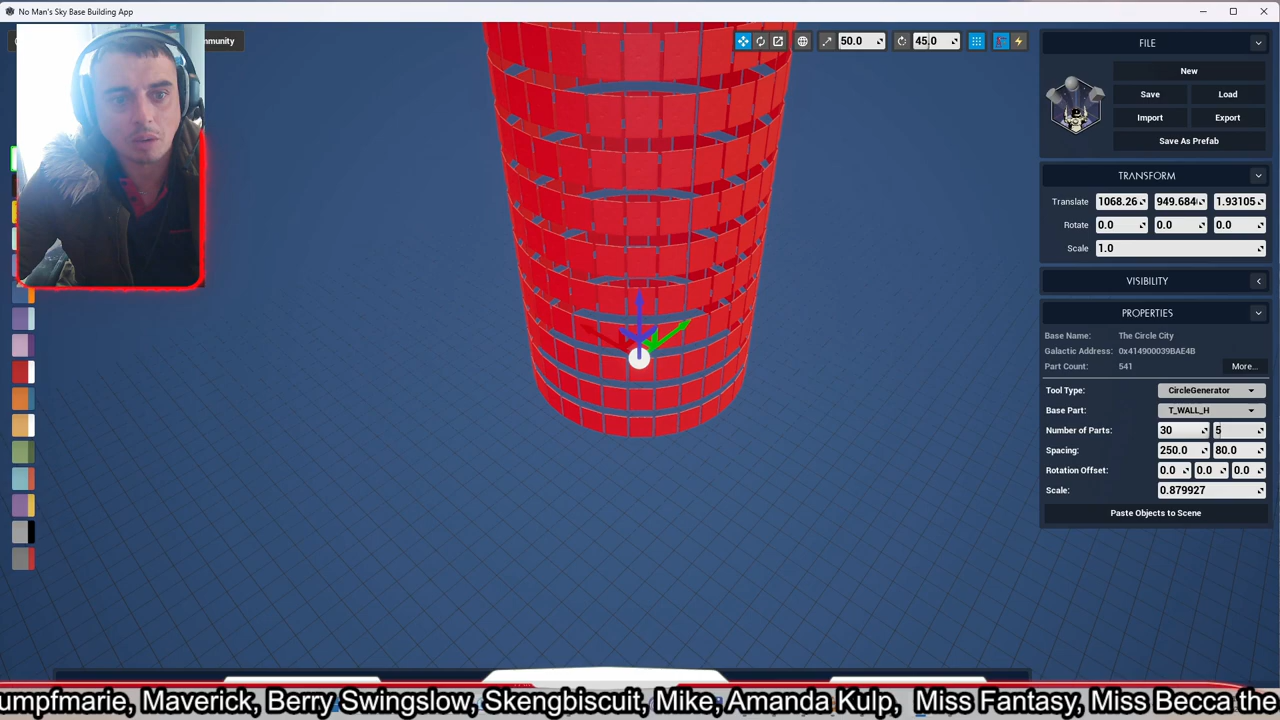 No Man's Sky Base Building App
mmunity
50.0
45.0
FILE
New
Save
Load
Import
Export
Save As Prefab
TRANSFORM
Translate 1068.26 949.684 1.93105
Rotate 0.0 0.0 0.0
Scale 1.0
VISIBILITY
PROPERTIES
Base Name: The Circle City
Galactic Address: 0x414900039BAE4B
Part Count: 541 More...
Tool Type: CircleGenerator
Base Part: T_WALL_H
Number of Parts: 30 5
Spacing: 250.0 80.0
Rotation Offset: 0.0 0.0 0.0
Scale: 0.879927
Paste Objects to Scene
umpfmarie, Maverick, Berry Swingslow, Skengbiscuit, Mike, Amanda Kulp, Miss Fantasy, Miss Becca the